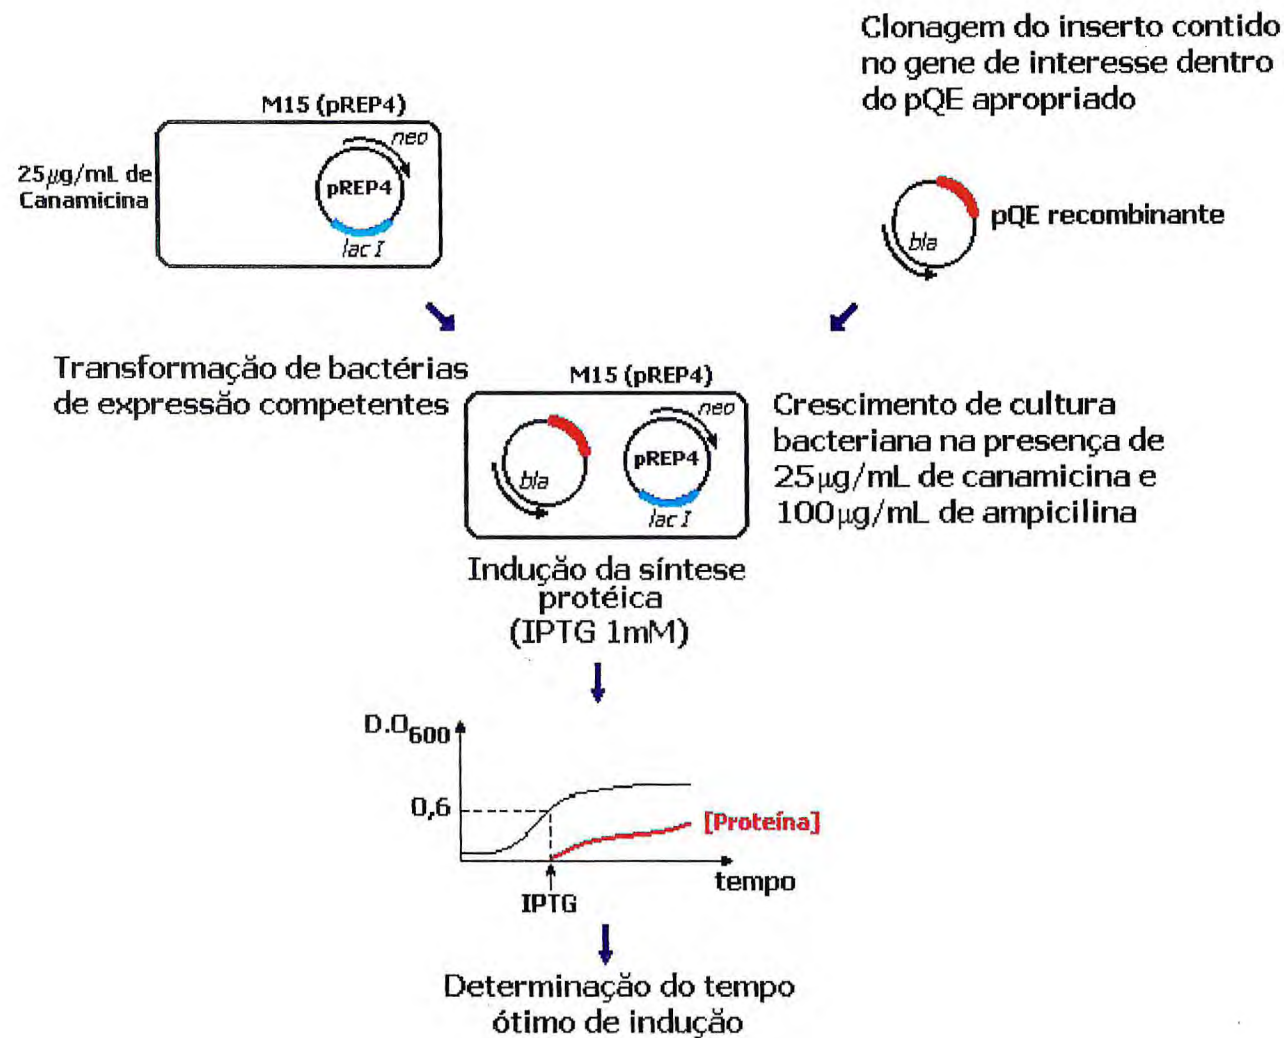 Clonagem do inserto contido
no gene de interesse dentro
do pQE apropriado
M15 (pREP4)
25µg/mL de
Canamicina
neo
pREP4
lac I
bla
pQE recombinante
Transformação de bactérias
de expressão competentes
M15 (pREP4)
bla
neo
pREP4
lac I
Crescimento de cultura
bacteriana na presença de
25µg/mL de canamicina e
100µg/mL de ampicilina
Indução da síntese
protéica
(IPTG 1mM)
D.O600
0,6
[Proteína]
tempo
IPTG
Determinação do tempo
ótimo de indução